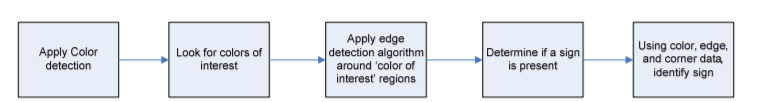 Apply Color
detection
Look for colors of
interest
Apply edge
detection algorithm
around 'color of
interest' regions
Determine if a sign
is present
Using color, edge,
and corner data,
identify sign